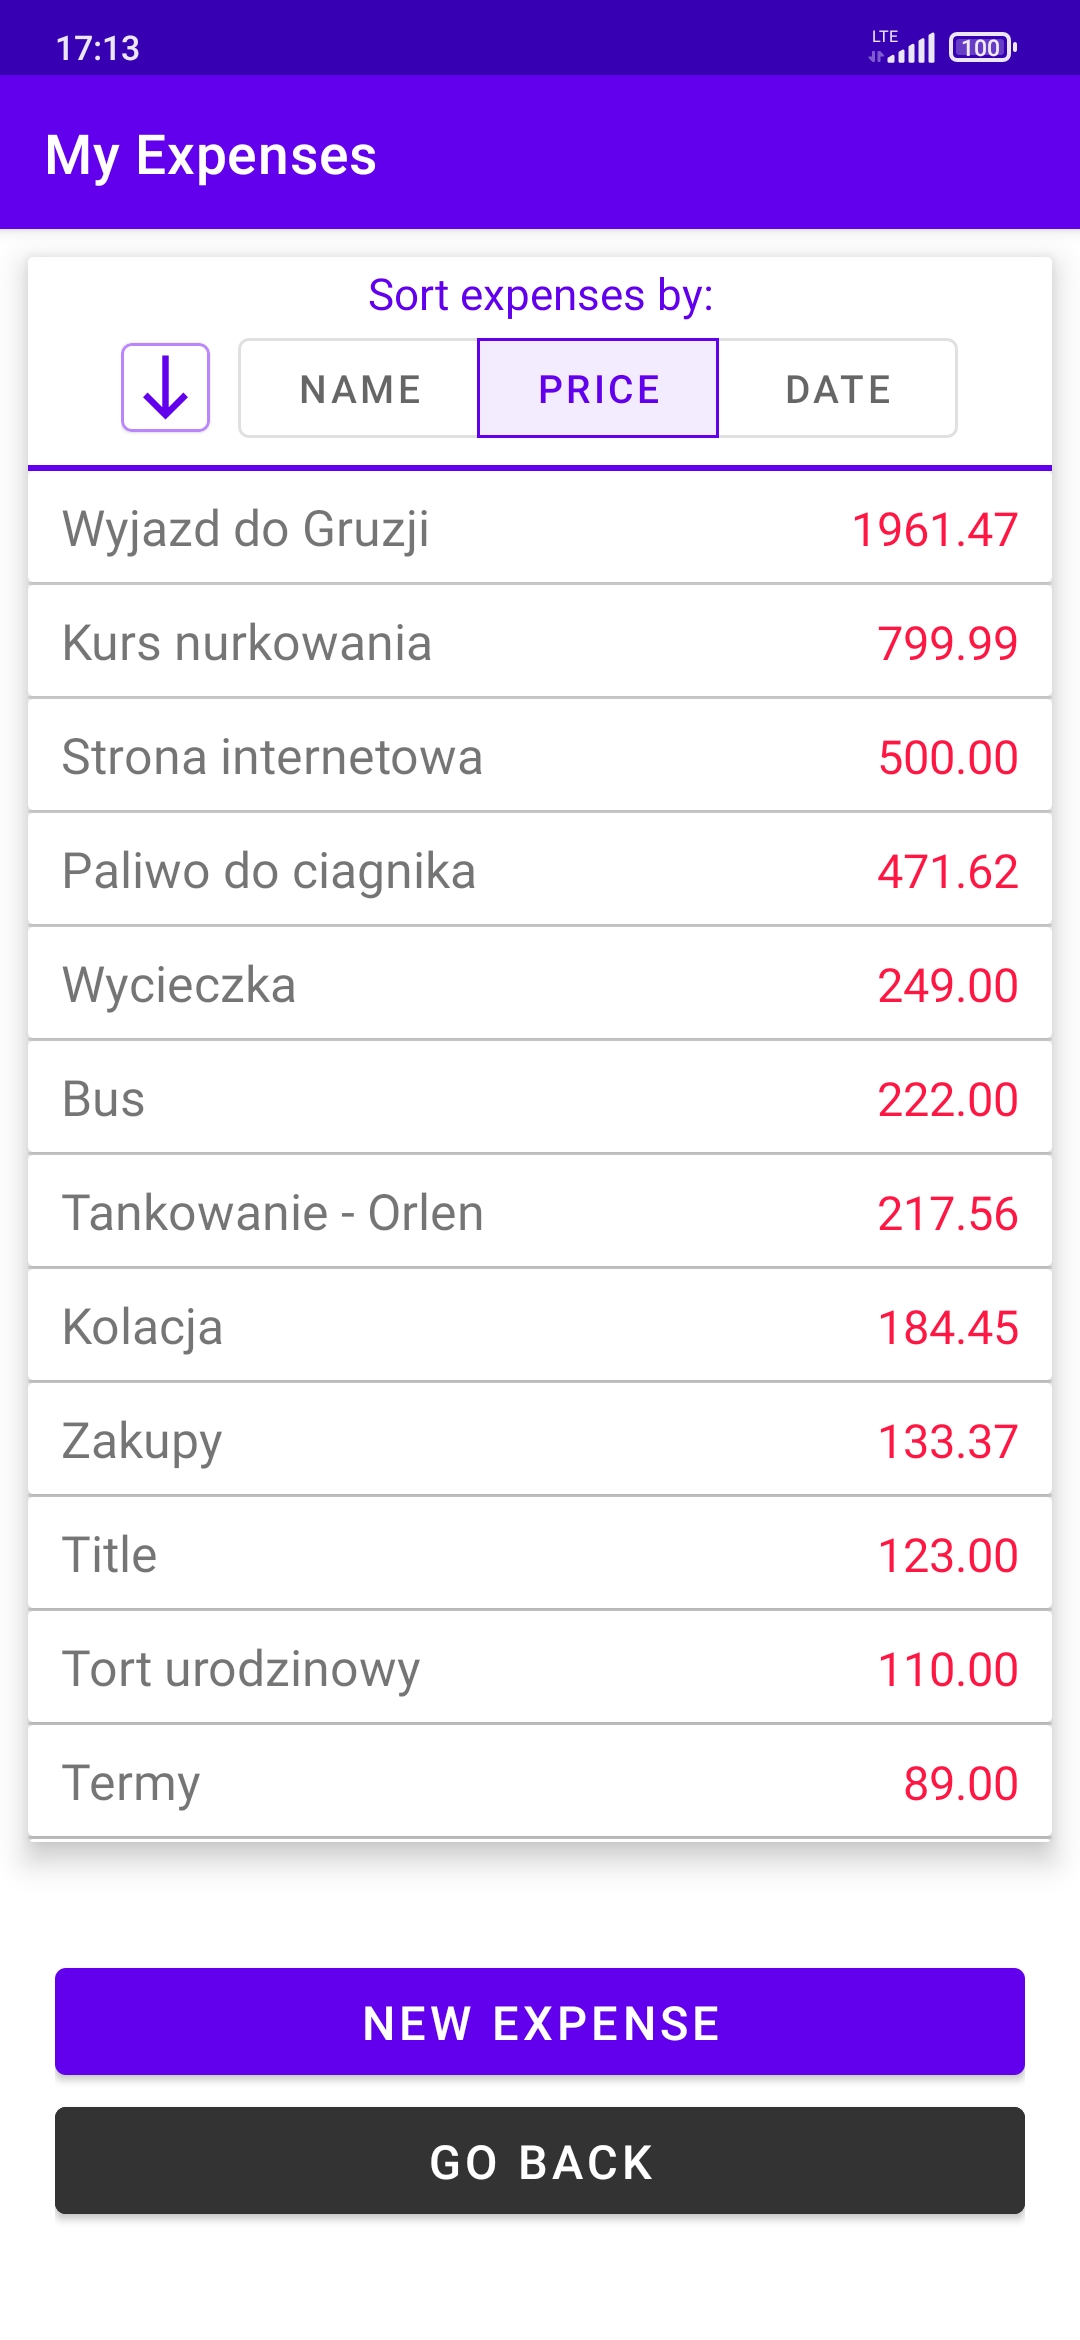 17:13 LTE 100
My Expenses
Sort expenses by:
NAME PRICE DATE
Wyjazd do Gruzji 1961.47
Kurs nurkowania 799.99
Strona internetowa 500.00
Paliwo do ciagnika 471.62
Wycieczka 249.00
Bus 222.00
Tankowanie - Orlen 217.56
Kolacja 184.45
Zakupy 133.37
Title 123.00
Tort urodzinowy 110.00
Termy 89.00
NEW EXPENSE
GO BACK